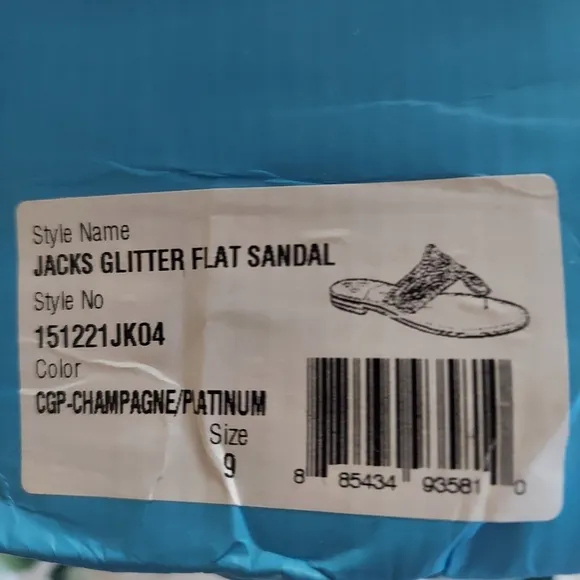 Style Name
JACKS GLITTER FLAT SANDAL
Style No
151221JK04
Color
CGP-CHAMPAGNE/PLATINUM
Size
9
8 85434 93581 0